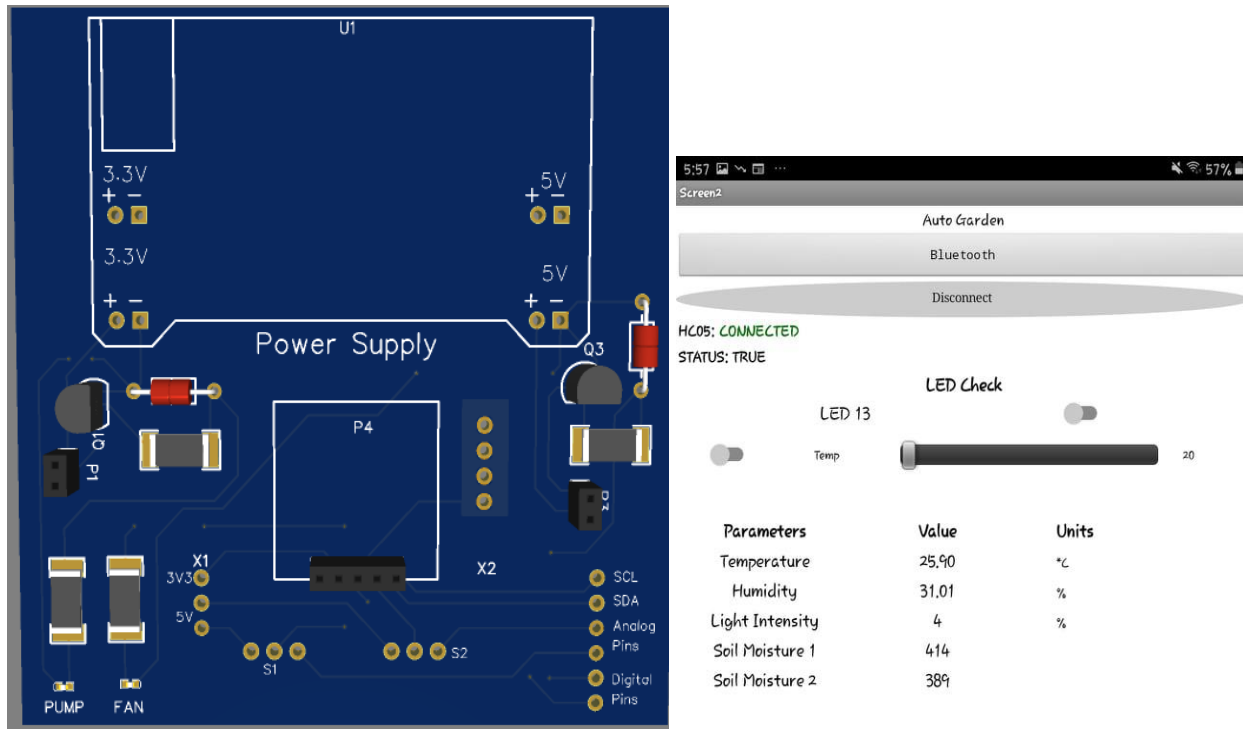 U1
3.3V
5V
+ -
+ -
3.3V
5V
+ -
+ -
Power Supply
Q3
Q1
P4
P1
P3
X1
X2
3V3
SCL
SDA
5V
Analog
Pins
S1
S2
Digital
Pins
PUMP
FAN
5:57
57%
Screen2
Auto Garden
Bluetooth
Disconnect
HC05: CONNECTED
STATUS: TRUE
LED Check
LED 13
Temp 20
Parameters Value Units
Temperature 25.90 °C
Humidity 31.01 %
Light Intensity 4 %
Soil Moisture 1 414
Soil Moisture 2 389